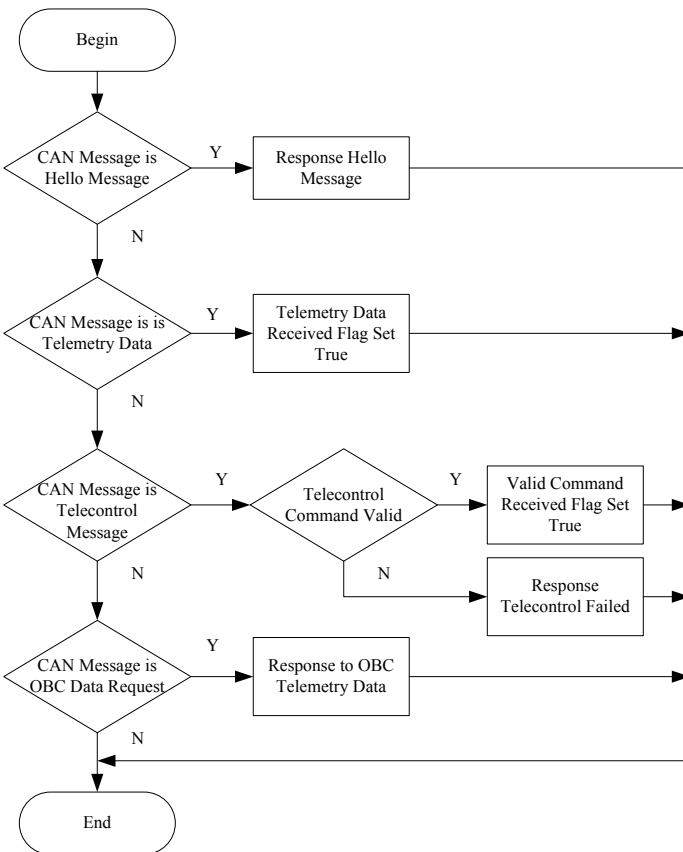 Begin
CAN Message is
Hello Message
Y
Response Hello
Message
N
CAN Message is is
Telemetry Data
Y
Telemetry Data
Received Flag Set
True
N
CAN Message is
Telecontrol
Message
Y
Telecontrol
Command Valid
Y
Valid Command
Received Flag Set
True
N
N
Response
Telecontrol Failed
CAN Message is
OBC Data Request
Y
Response to OBC
Telemetry Data
N
End